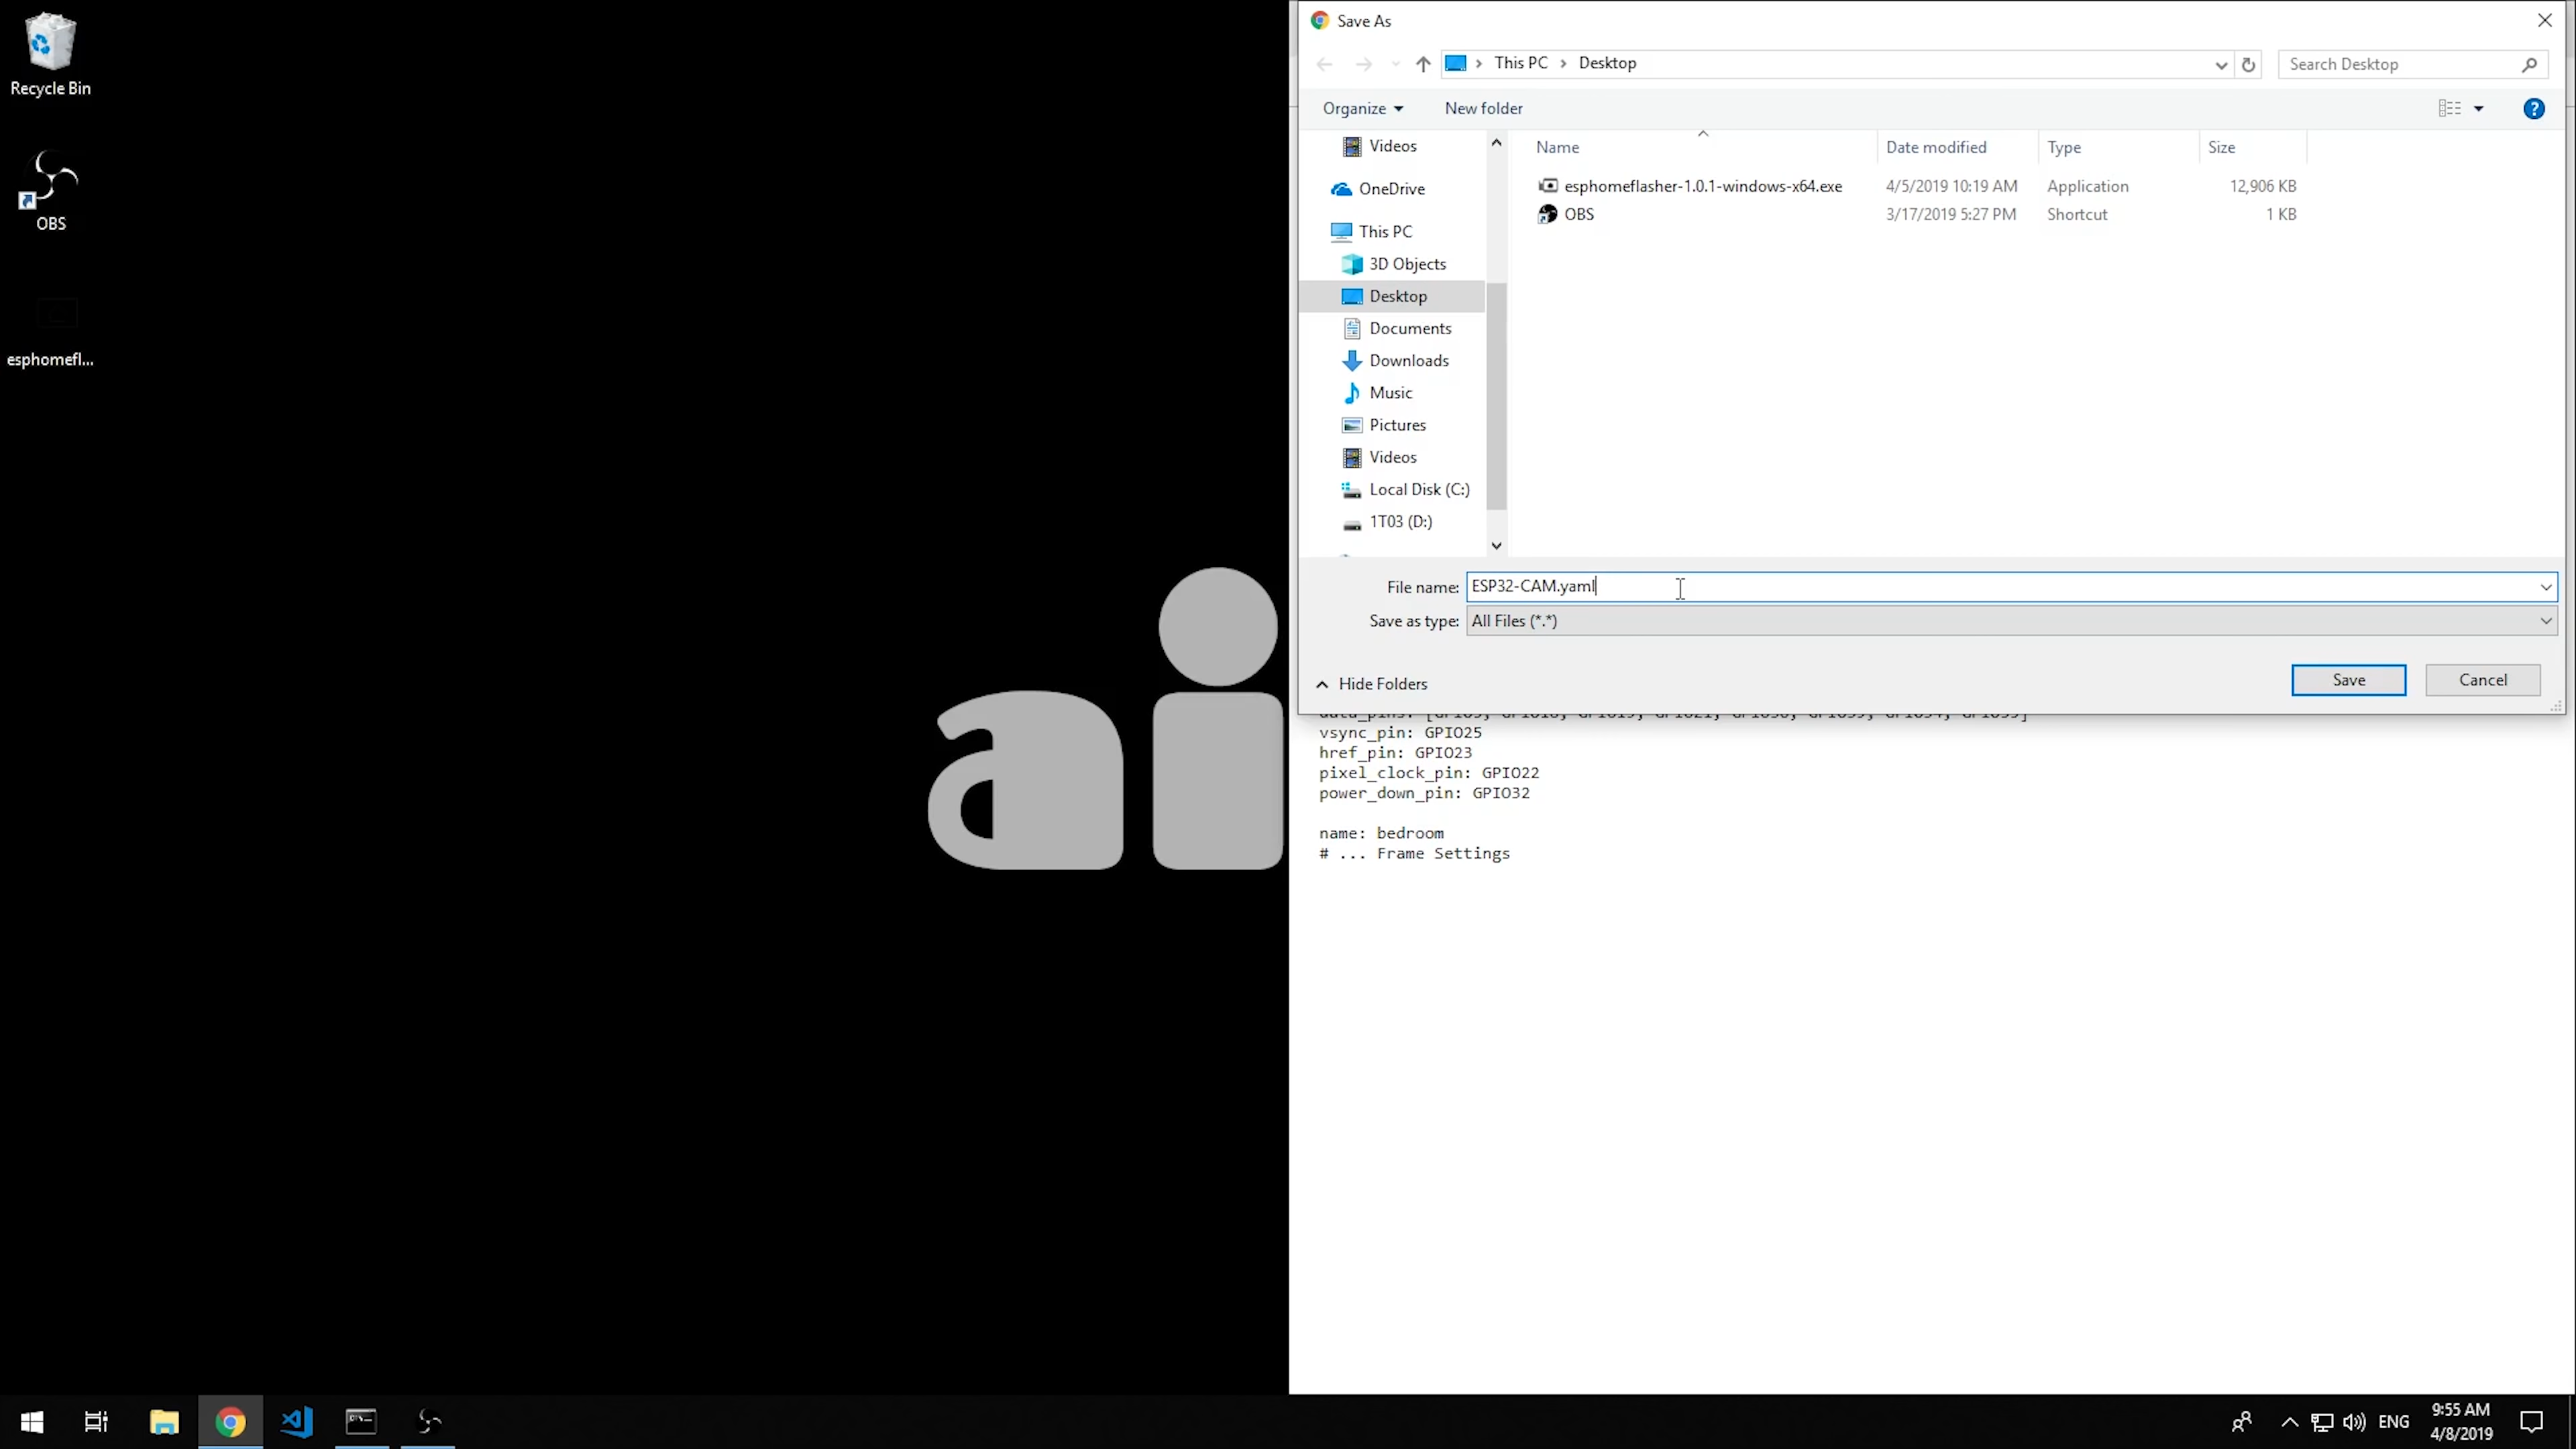 Recycle Bin
OBS
esphomefl...
ai
Save As
This PC > Desktop
Search Desktop
Organize
New folder
Videos
OneDrive
This PC
3D Objects
Desktop
Documents
Downloads
Music
Pictures
Videos
Local Disk (C:)
1T03 (D:)
Name Date modified Type Size
esphomeflasher-1.0.1-windows-x64.exe 4/5/2019 10:19 AM Application 12,906 KB
OBS 3/17/2019 5:27 PM Shortcut 1 KB
File name: ESP32-CAM.yaml
Save as type: All Files (*.*)
Hide Folders
Save
Cancel
vsync_pin: GPIO25
href_pin: GPIO23
pixel_clock_pin: GPIO22
power_down_pin: GPIO32
name: bedroom
# ... Frame Settings
ENG
9:55 AM
4/8/2019